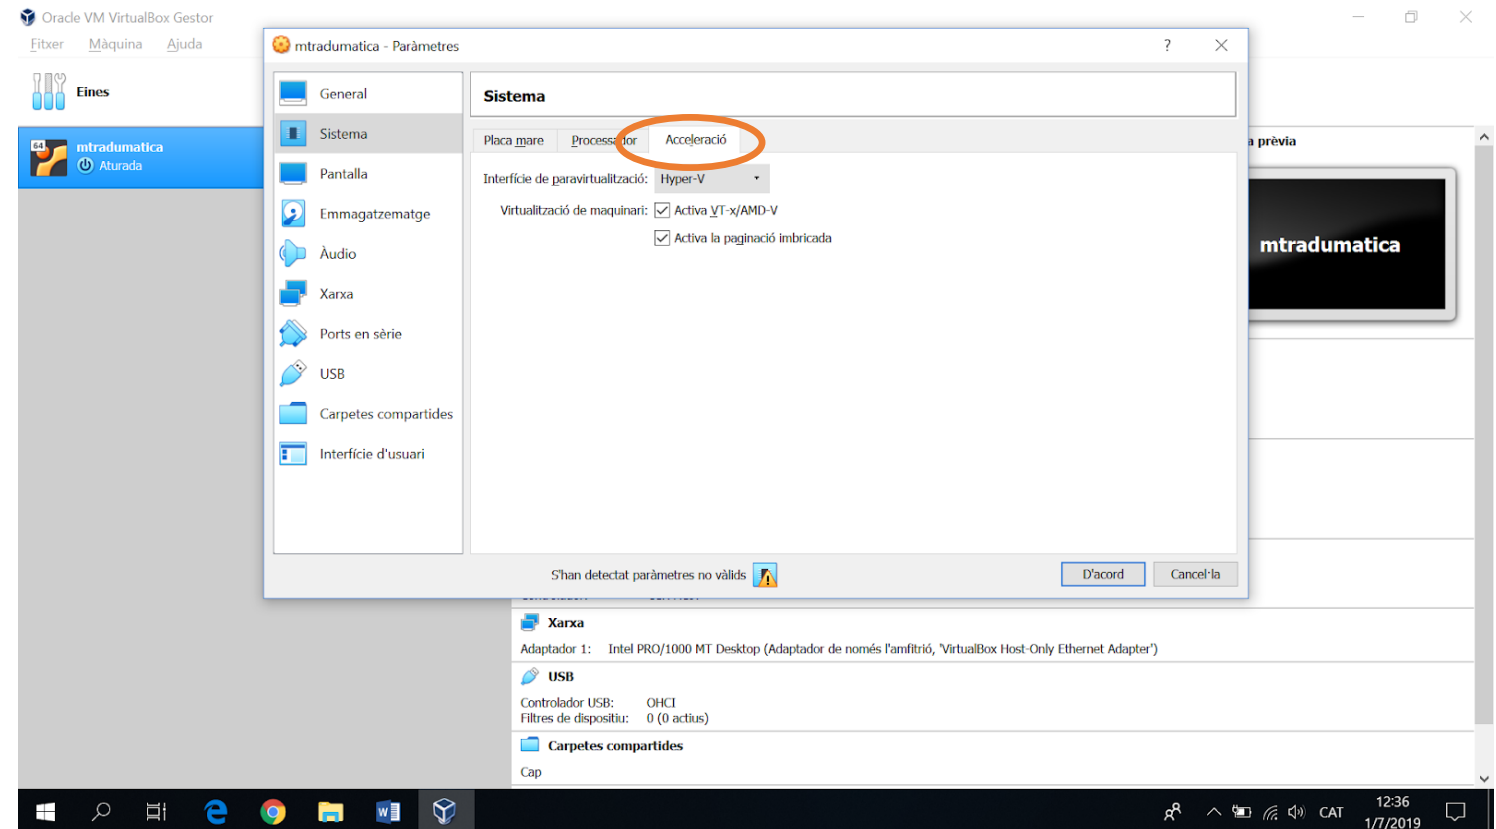 Oracle VM VirtualBox Gestor
Fitxer Màquina Ajuda
mtradumatica - Paràmetres
?
Eines
General
Sistema
Sistema
64
mtradumatica
Aturada
Placa mare Processador Acceleració
a prèvia
Pantalla
Interfície de paravirtualització: Hyper-V
Emmagatzematge
Virtualització de maquinari: Activa VT-x/AMD-V
Activa la paginació imbricada
mtradumatica
Àudio
Xarxa
Ports en sèrie
USB
Carpetes compartides
Interfície d'usuari
S'han detectat paràmetres no vàlids
D'acord Cancel·la
Xarxa
Adaptador 1: Intel PRO/1000 MT Desktop (Adaptador de només l'amfitrió, 'VirtualBox Host-Only Ethernet Adapter')
USB
Controlador USB: OHCI
Filtres de dispositiu: 0 (0 actius)
Carpetes compartides
Cap
CAT
12:36
1/7/2019